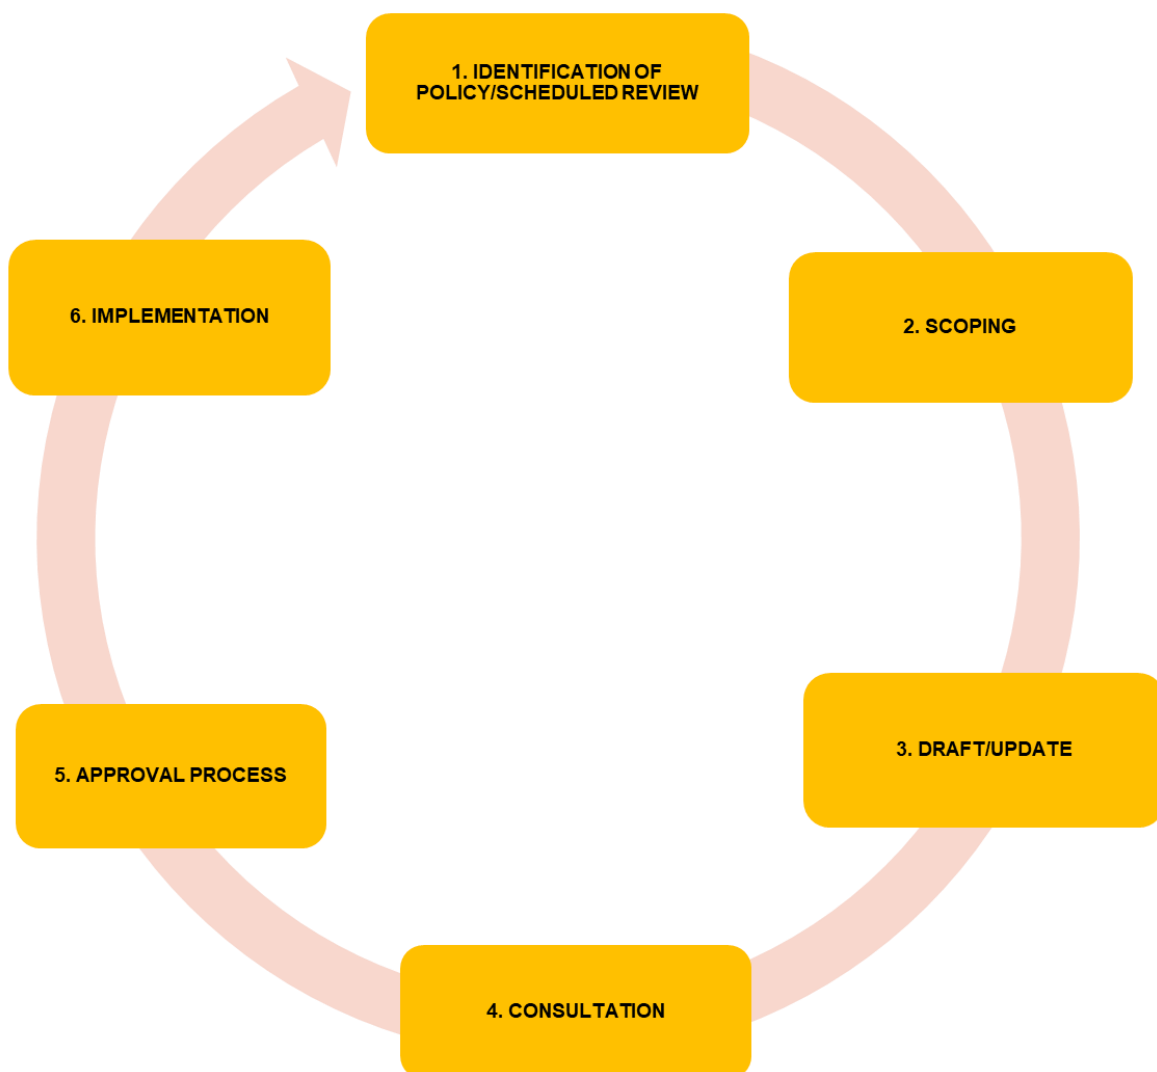 1. IDENTIFICATION OF
POLICY/SCHEDULED REVIEW
2. SCOPING
3. DRAFT/UPDATE
4. CONSULTATION
5. APPROVAL PROCESS
6. IMPLEMENTATION